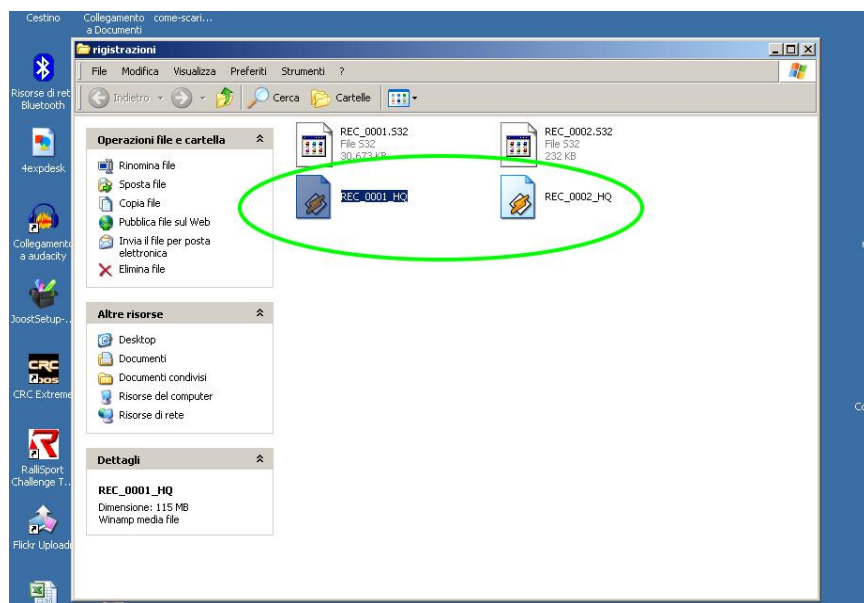 Cestino
Collegamento a Documenti
come-scari...
rigistrazioni
File Modifica Visualizza Preferiti Strumenti ?
Indietro Cerca Cartelle
Risorse di ret
Bluetooth
4expdesk
Collegamento
a audacity
JoostSetup-..
CRC
CRC Extreme
RalliSport
Challenge T..
Flickr Uploadr
Operazioni file e cartella
Rinomina file
Sposta file
Copia file
Pubblica file sul Web
Invia il file per posta
elettronica
Elimina file
Altre risorse
Desktop
Documenti
Documenti condivisi
Risorse del computer
Risorse di rete
Dettagli
REC_0001_HQ
Dimensione: 115 MB
Winamp media file
REC_0001.S32
File S32
30.673 KB
REC_0002.S32
File S32
232 KB
REC_0001_HQ
REC_0002_HQ